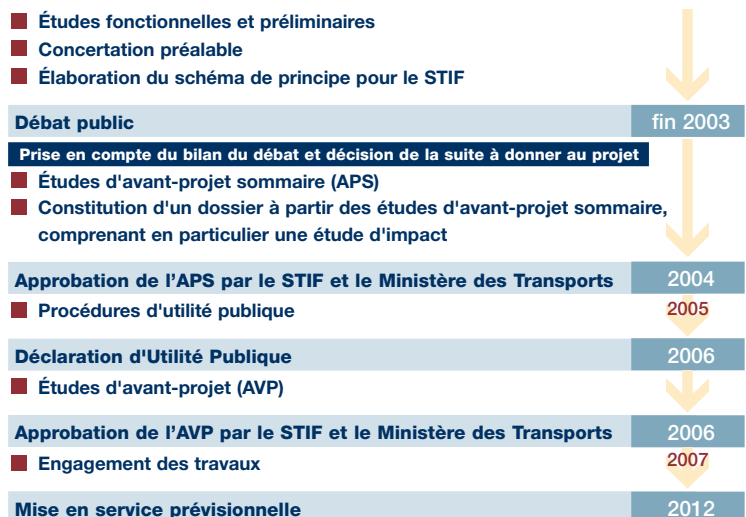 Études fonctionnelles et préliminaires
Concertation préalable
Élaboration du schéma de principe pour le STIF
Débat public fin 2003
Prise en compte du bilan du débat et décision de la suite à donner au projet
Études d'avant-projet sommaire (APS)
Constitution d'un dossier à partir des études d'avant-projet sommaire,
comprenant en particulier une étude d'impact
Approbation de l'APS par le STIF et le Ministère des Transports 2004
Procédures d'utilité publique 2005
Déclaration d'Utilité Publique 2006
Études d'avant-projet (AVP)
Approbation de l'AVP par le STIF et le Ministère des Transports 2006
Engagement des travaux 2007
Mise en service prévisionnelle 2012